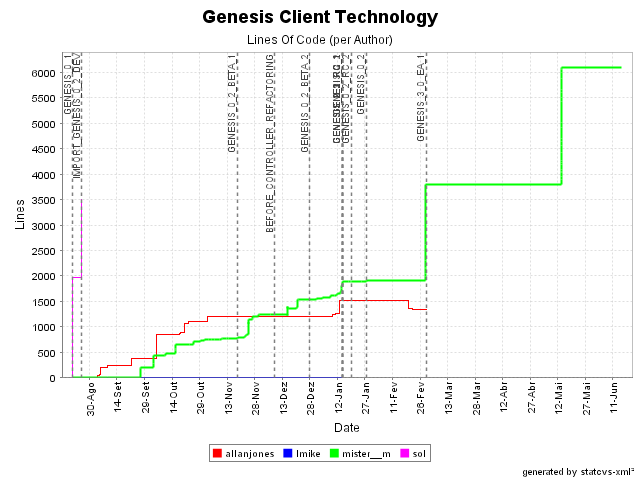 Genesis Client Technology
Lines Of Code (per Author)
GENESIS_0_1
IMPORT_GENESIS_0_2_DEV
GENESIS_0_2_BETA_1
BEFORE_CONTROLLER_REFACTORING
GENESIS_0_2_BETA_2
GENESIS_0_2
GENESIS_3_0_EA_1
Lines
6000
5500
5000
4500
4000
3500
3000
2500
2000
1500
1000
500
0
30-Ago
14-Set
29-Set
14-Out
29-Out
13-Nov
28-Nov
13-Dez
28-Dez
12-Jan
27-Jan
11-Fev
26-Fev
13-Mar
28-Mar
12-Abr
27-Abr
12-Mai
27-Mai
11-Jun
Date
allanjones lmike mister__m sol
generated by statcvs-xml²